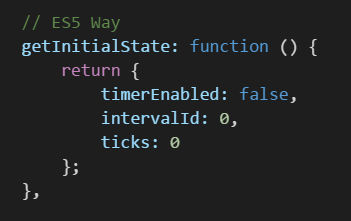 // ES5 Way
getInitialState: function () {
    return {
        timerEnabled: false,
        intervalId: 0,
        ticks: 0
    };
},